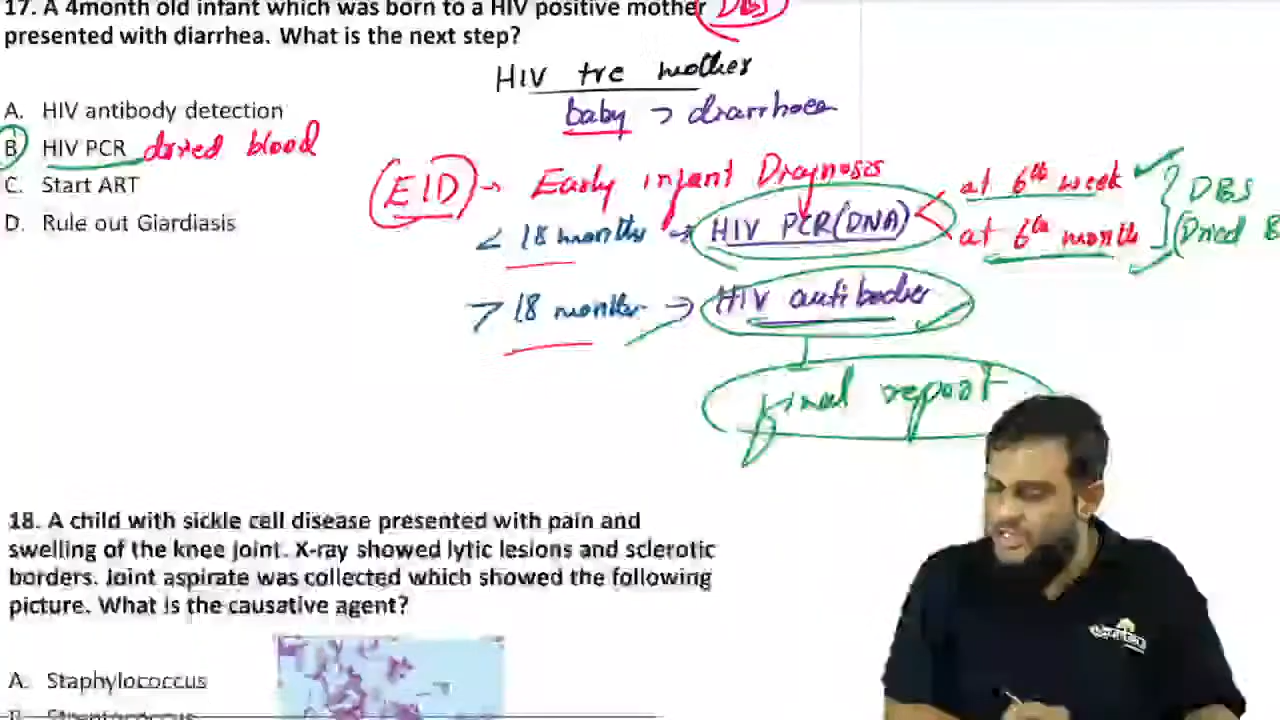 17. A 4month old infant which was born to a HIV positive mother DBS
presented with diarrhea. What is the next step?
HIV +ve mother
baby > diarrhoea
A. HIV antibody detection
B. HIV PCR dried blood
C. Start ART
D. Rule out Giardiasis
EID → Early infant Diagnosis
< 18 months → HIV PCR (DNA)
at 6th week
at 6th month
DBS
(Dried B
> 18 months → HIV antibodies
final report
18. A child with sickle cell disease presented with pain and
swelling of the knee joint. X-ray showed lytic lesions and sclerotic
borders. Joint aspirate was collected which showed the following
picture. What is the causative agent?
A. Staphylococcus
B. Streptococcus